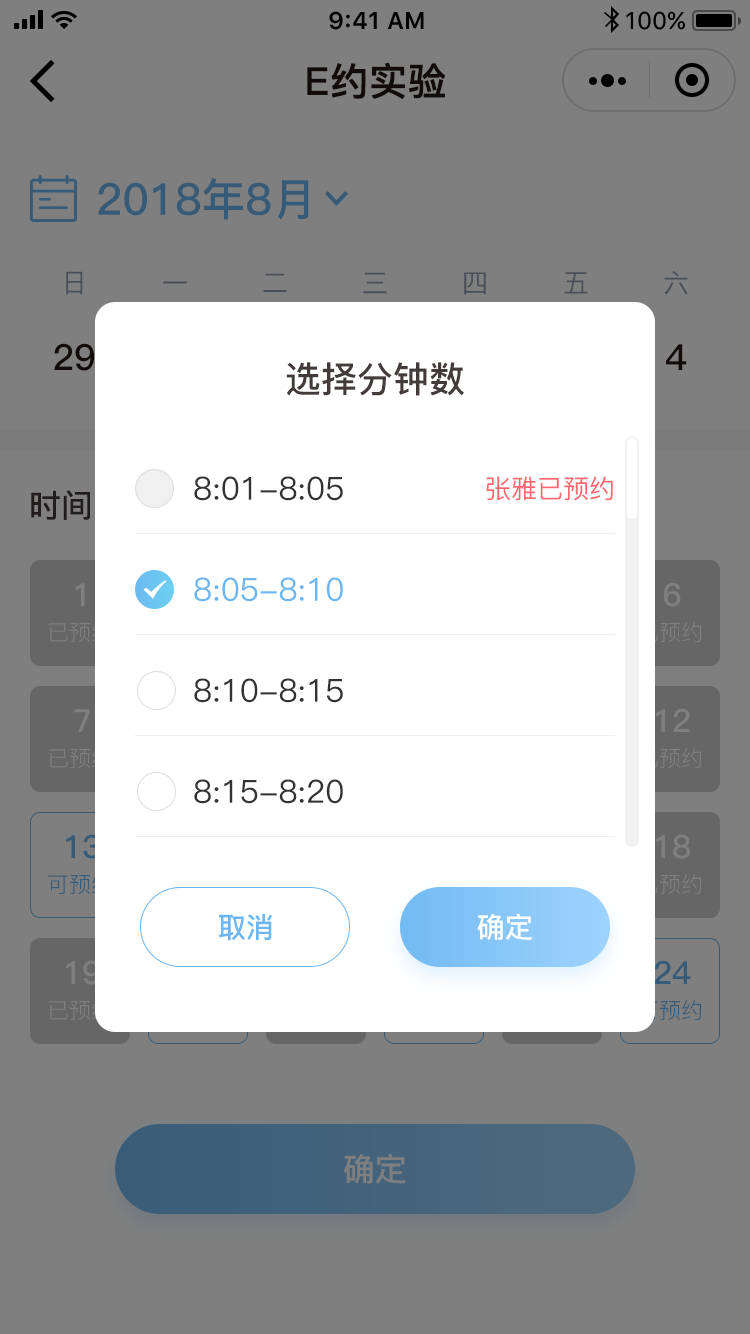 9:41 AM 100%
E约实验
2018年8月
日 一 二 三 四 五 六
29 4
选择分钟数
时间
8:01-8:05 张雅已预约
8:05-8:10
8:10-8:15
8:15-8:20
1 6
已预 预约
7 12
已预 预约
13 18
可预 预约
取消 确定
19 24
已预 预约
确定